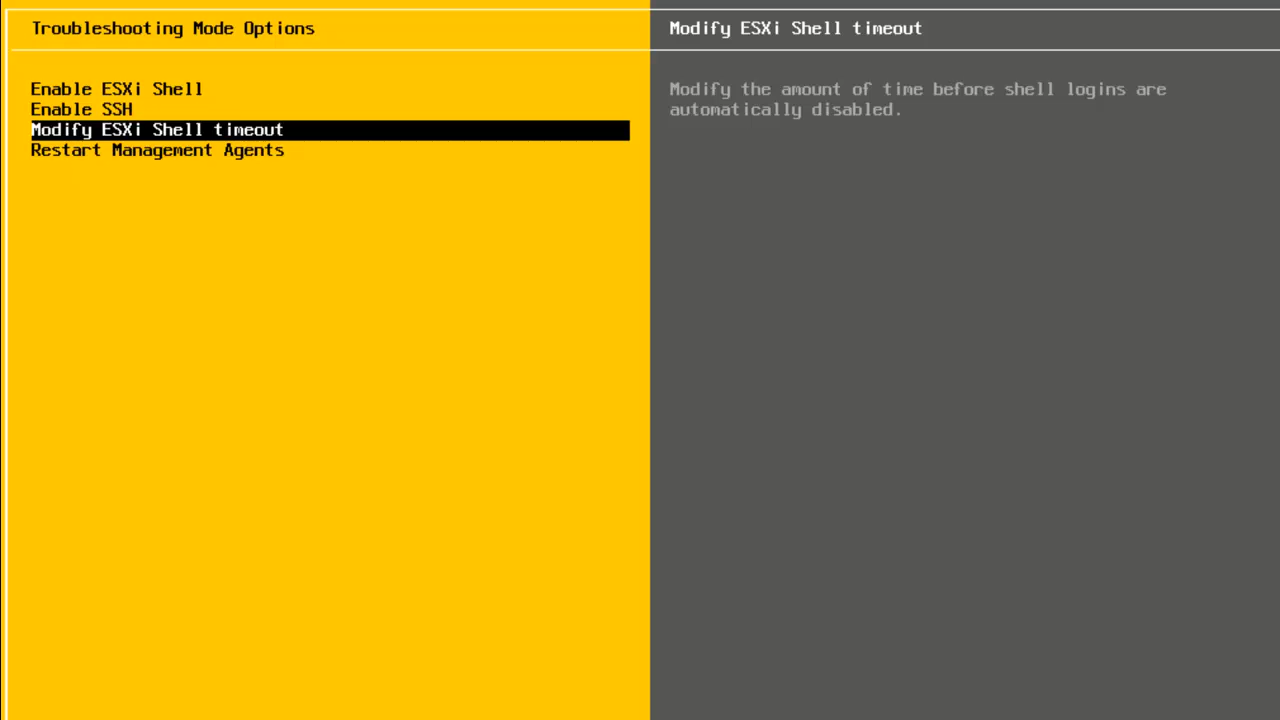 Troubleshooting Mode Options
Enable ESXi Shell
Enable SSH
Modify ESXi Shell timeout
Restart Management Agents
Modify ESXi Shell timeout
Modify the amount of time before shell logins are
automatically disabled.